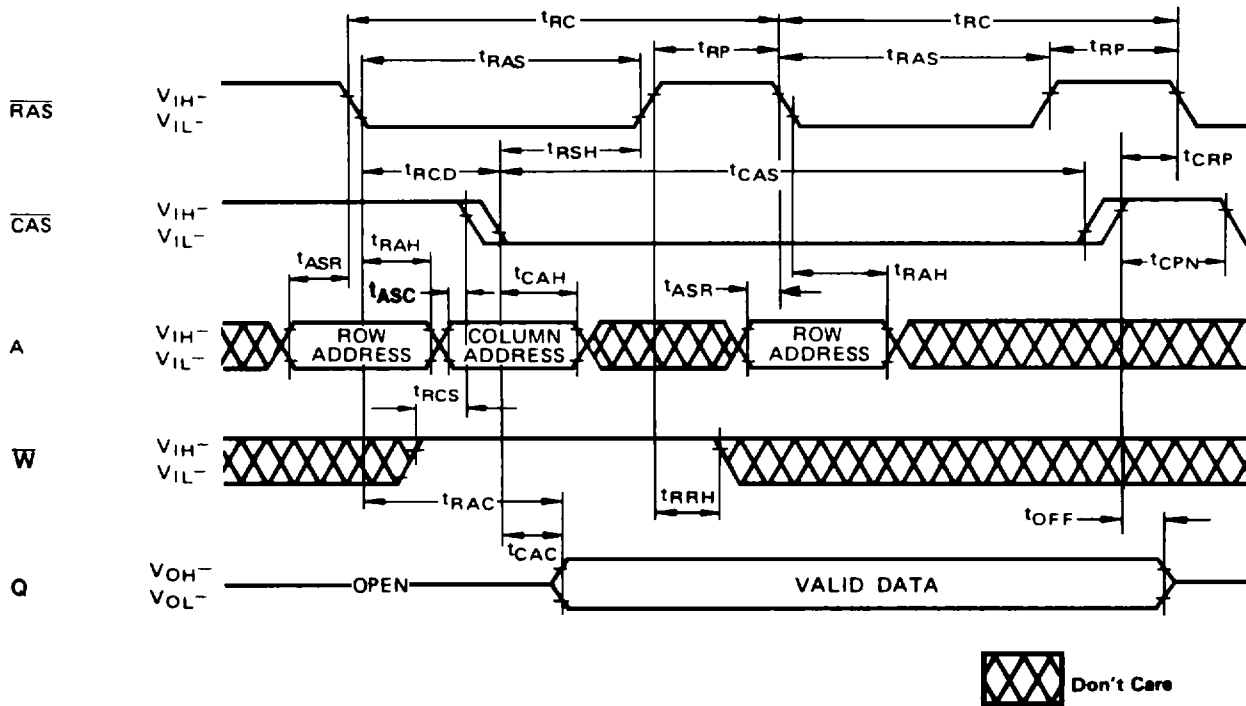 tRC tRC
tRAS tRP tRAS tRP
R̅A̅S̅ VIH- VIL-
tRCD tRSH tCAS tCRP
C̅A̅S̅ VIH- VIL-
tASR tRAH tASC tCAH tASR tRAH tCPN
A VIH- VIL- ROW ADDRESS COLUMN ADDRESS ROW ADDRESS
tRCS
W̅ VIH- VIL-
tRAC tRRH tOFF
tCAC
Q VOH- VOL- OPEN VALID DATA
Don't Care